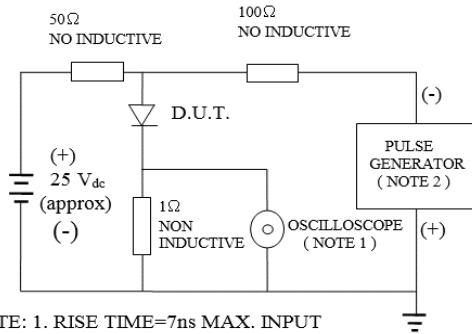 50Ω
NO INDUCTIVE
100Ω
NO INDUCTIVE
D.U.T.
(-)
PULSE
GENERATOR
( NOTE 2 )
(+)
25 Vdc
(approx)
(-)
1Ω
NON
INDUCTIVE
OSCILLOSCOPE
( NOTE 1 )
(+)
TE: 1. RISE TIME=7ns MAX. INPUT